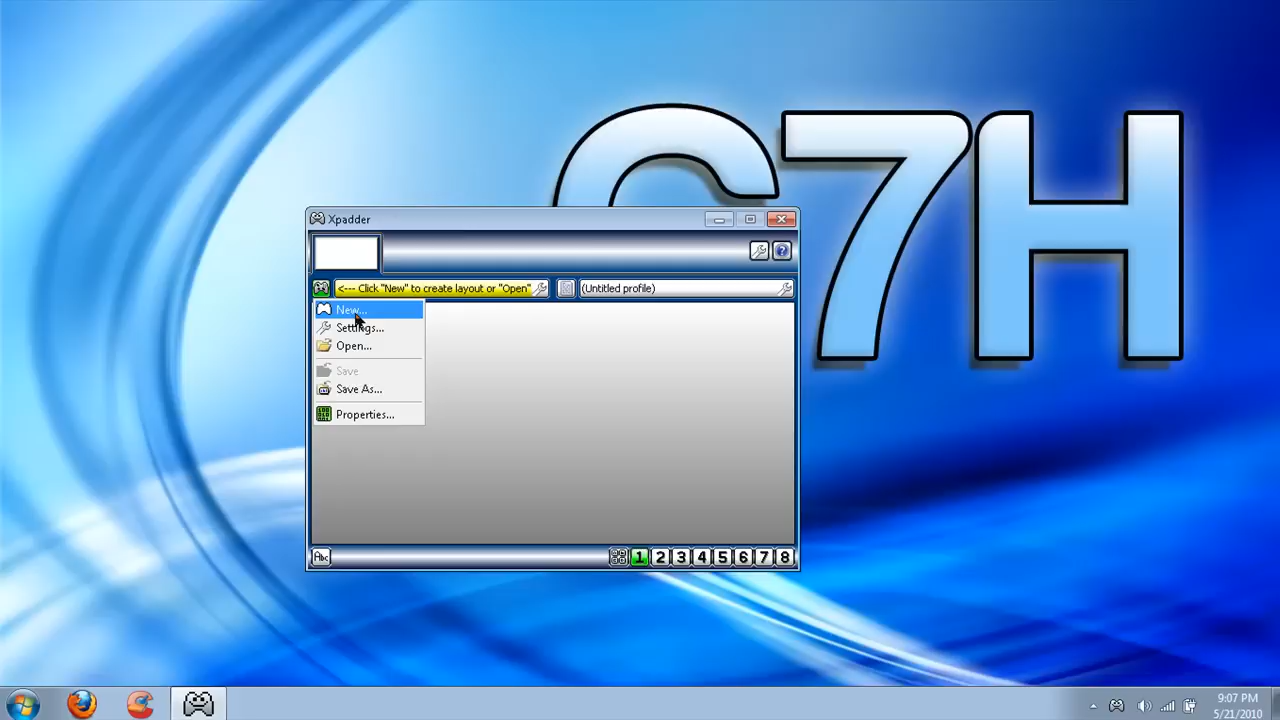 C7H
Xpadder
<--- Click "New" to create layout or "Open"
(Untitled profile)
New...
Settings...
Open...
Save
Save As...
Properties...
Abc
1 2 3 4 5 6 7 8
9:07 PM
5/21/2010